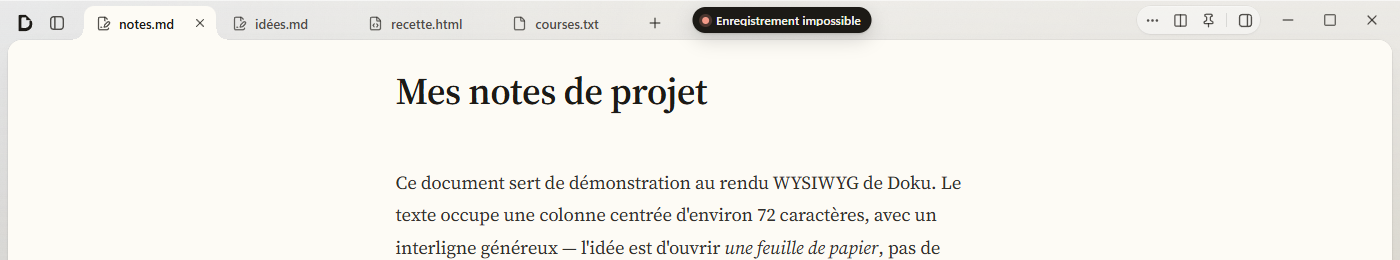 notes.md
idées.md
recette.html
courses.txt
Enregistrement impossible
Mes notes de projet
Ce document sert de démonstration au rendu WYSIWYG de Doku. Le
texte occupe une colonne centrée d'environ 72 caractères, avec un
interligne généreux — l'idée est d'ouvrir une feuille de papier, pas de